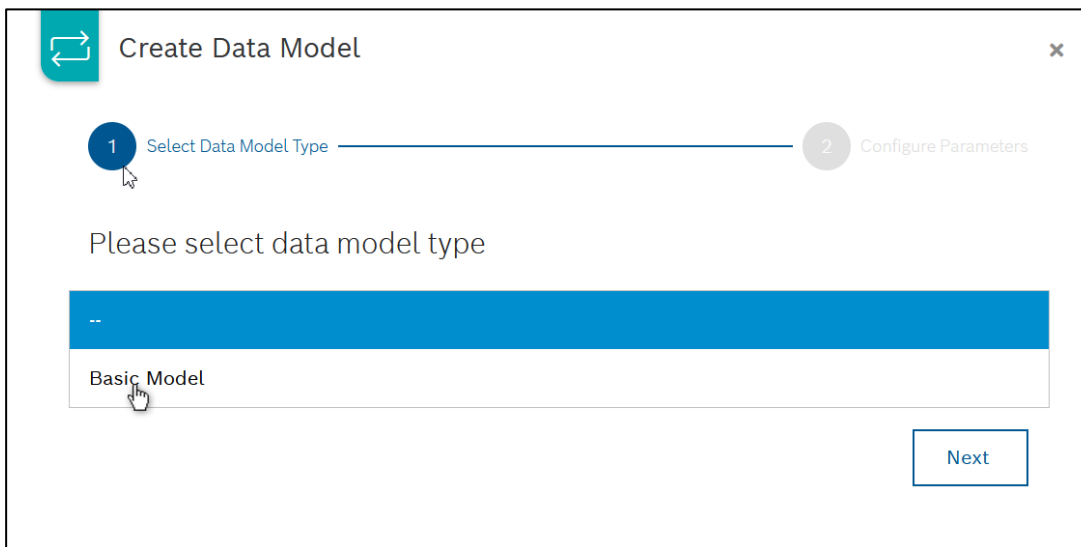 Create Data Model
×
1 Select Data Model Type 2 Configure Parameters
Please select data model type
--
Basic Model
Next